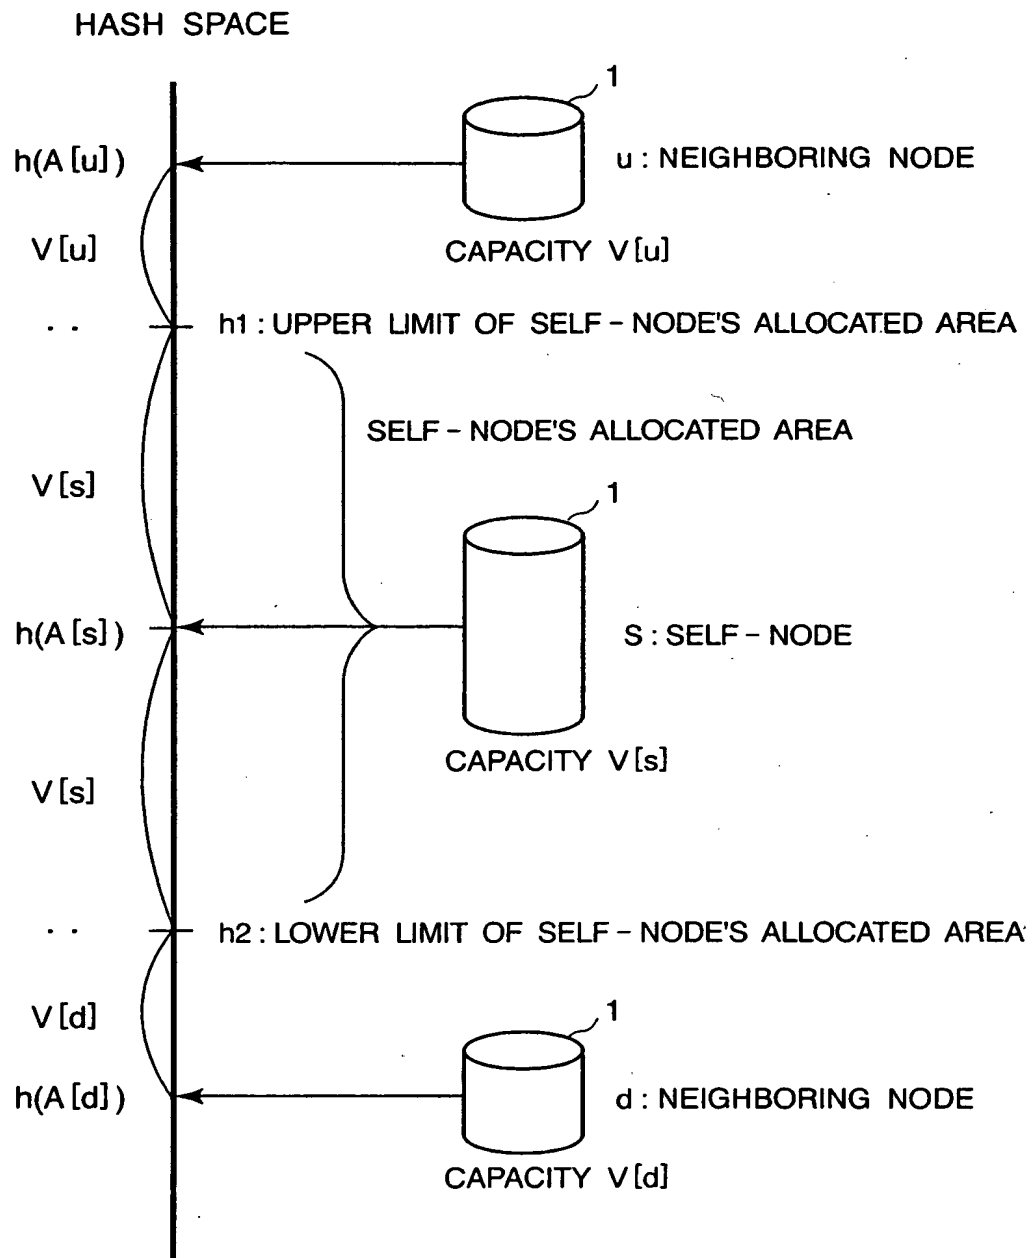 HASH SPACE
1
h(A[u])
u : NEIGHBORING NODE
V[u]
CAPACITY V[u]
. .
h1 : UPPER LIMIT OF SELF-NODE'S ALLOCATED AREA
SELF-NODE'S ALLOCATED AREA
V[s]
1
h(A[s])
S : SELF-NODE
CAPACITY V[s]
V[s]
. .
h2 : LOWER LIMIT OF SELF-NODE'S ALLOCATED AREA
V[d]
1
h(A[d])
d : NEIGHBORING NODE
CAPACITY V[d]